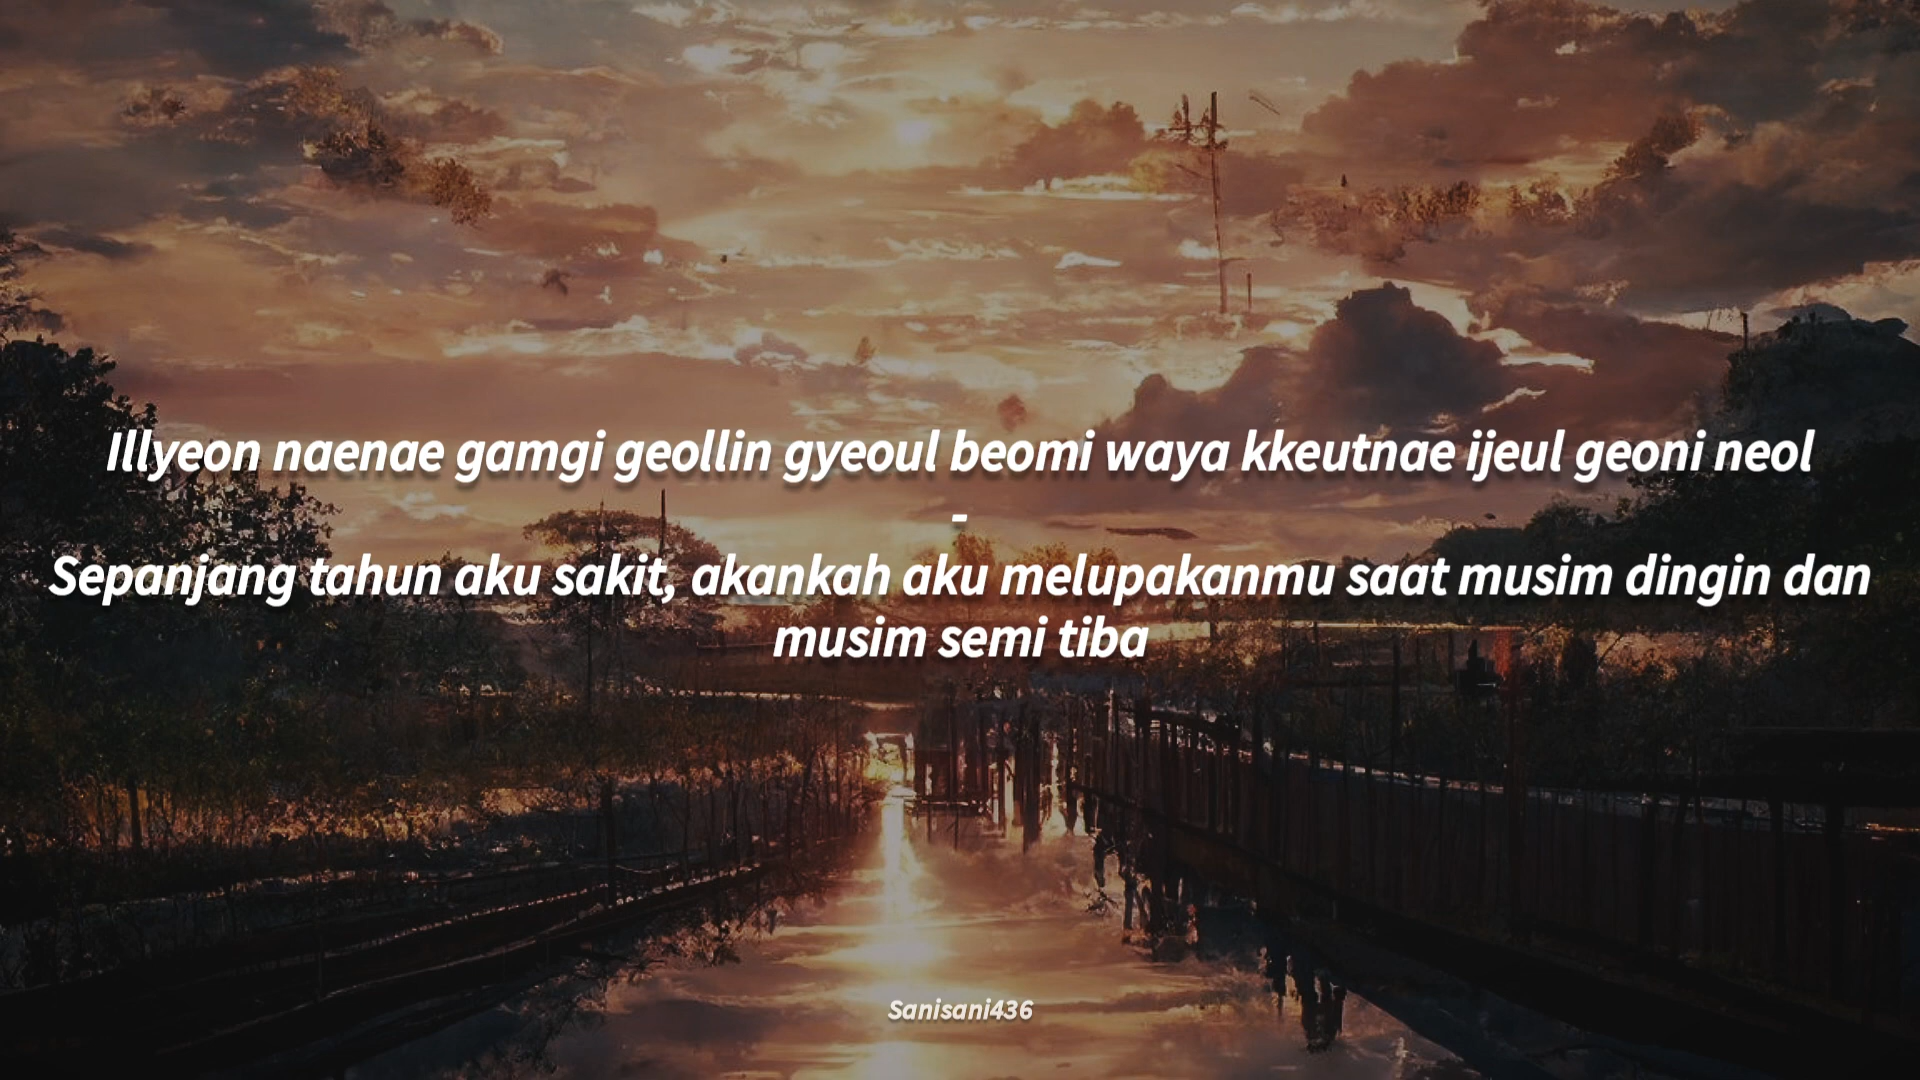 Illyeon naenae gamgi geollin gyeoul beomi waya kkeutnae ijeul geoni neol
-
Sepanjang tahun aku sakit, akankah aku melupakanmu saat musim dingin dan
musim semi tiba
Sanisani436